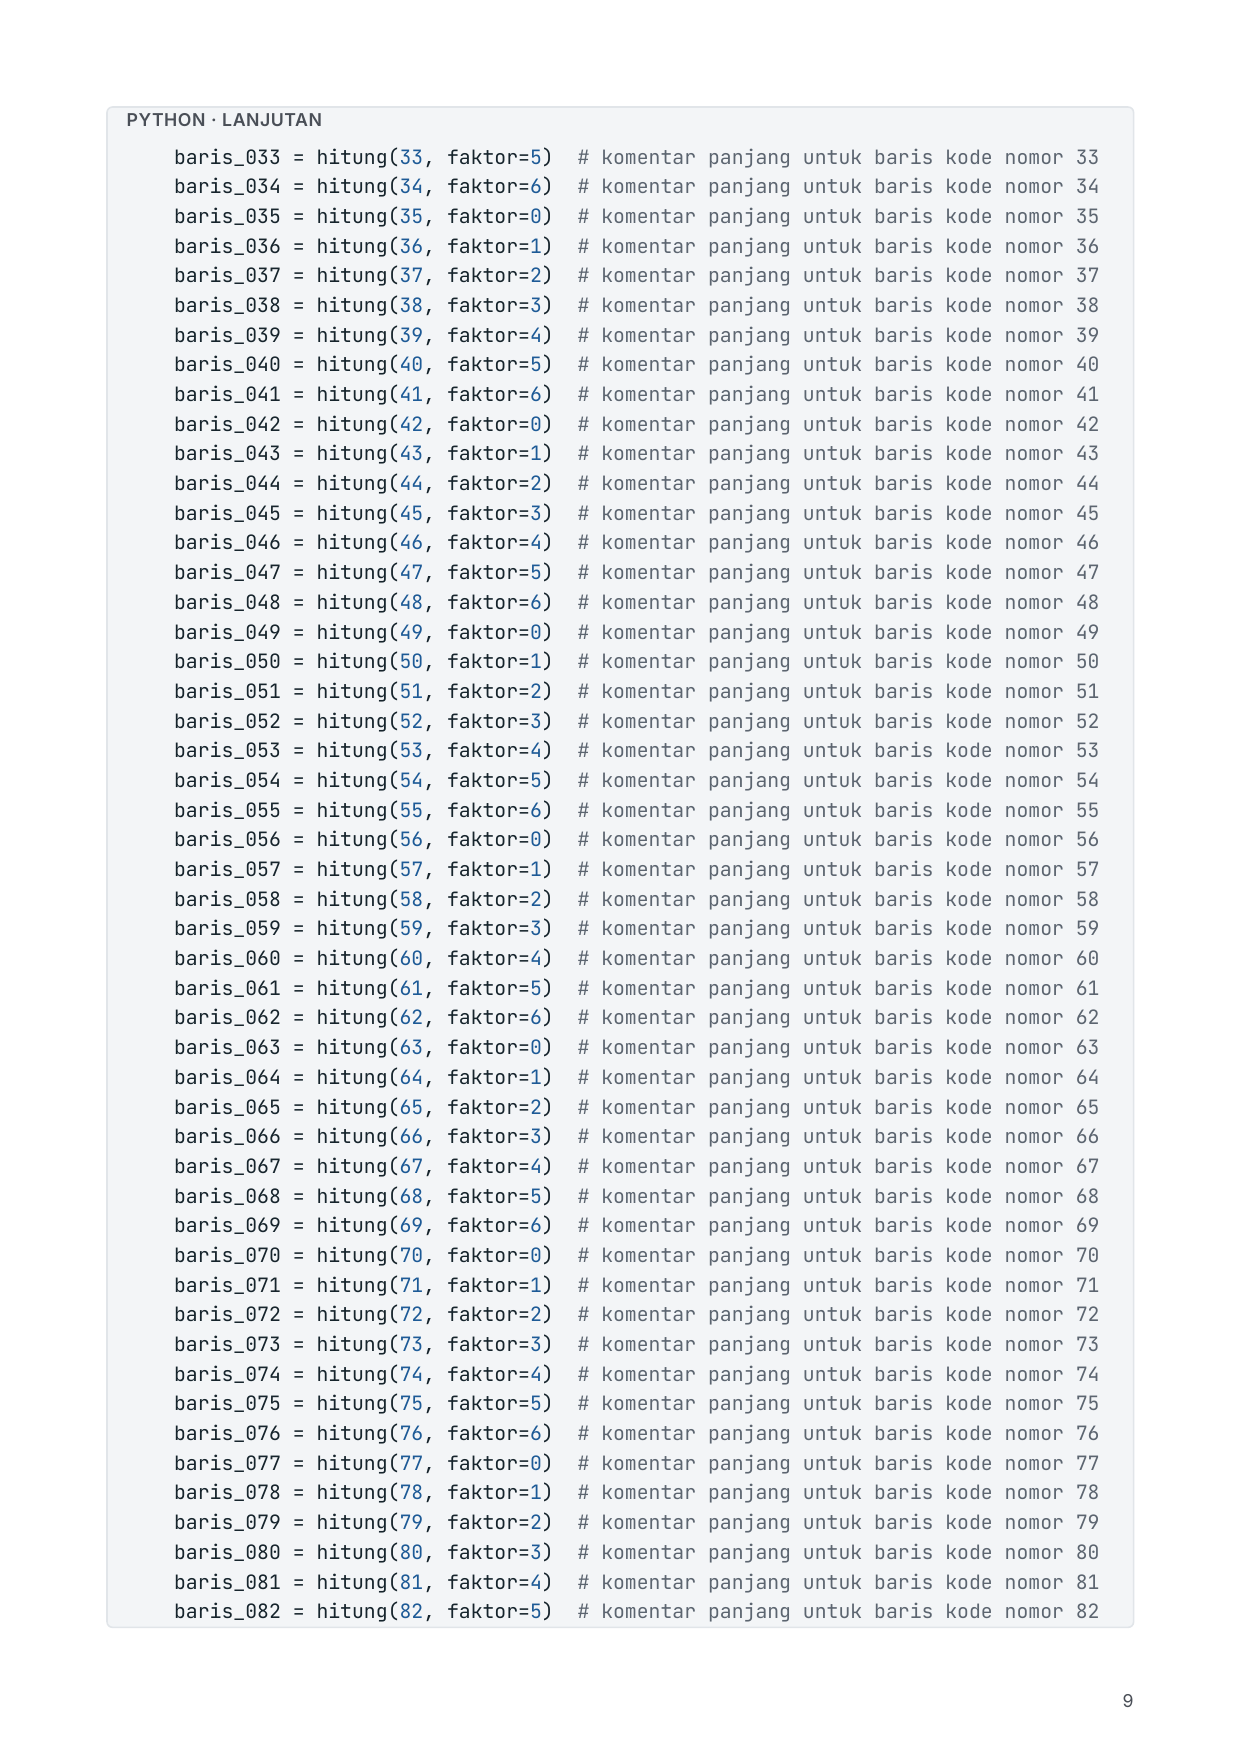 PYTHON · LANJUTAN
baris_033 = hitung(33, faktor=5)  # komentar panjang untuk baris kode nomor 33
baris_034 = hitung(34, faktor=6)  # komentar panjang untuk baris kode nomor 34
baris_035 = hitung(35, faktor=0)  # komentar panjang untuk baris kode nomor 35
baris_036 = hitung(36, faktor=1)  # komentar panjang untuk baris kode nomor 36
baris_037 = hitung(37, faktor=2)  # komentar panjang untuk baris kode nomor 37
baris_038 = hitung(38, faktor=3)  # komentar panjang untuk baris kode nomor 38
baris_039 = hitung(39, faktor=4)  # komentar panjang untuk baris kode nomor 39
baris_040 = hitung(40, faktor=5)  # komentar panjang untuk baris kode nomor 40
baris_041 = hitung(41, faktor=6)  # komentar panjang untuk baris kode nomor 41
baris_042 = hitung(42, faktor=0)  # komentar panjang untuk baris kode nomor 42
baris_043 = hitung(43, faktor=1)  # komentar panjang untuk baris kode nomor 43
baris_044 = hitung(44, faktor=2)  # komentar panjang untuk baris kode nomor 44
baris_045 = hitung(45, faktor=3)  # komentar panjang untuk baris kode nomor 45
baris_046 = hitung(46, faktor=4)  # komentar panjang untuk baris kode nomor 46
baris_047 = hitung(47, faktor=5)  # komentar panjang untuk baris kode nomor 47
baris_048 = hitung(48, faktor=6)  # komentar panjang untuk baris kode nomor 48
baris_049 = hitung(49, faktor=0)  # komentar panjang untuk baris kode nomor 49
baris_050 = hitung(50, faktor=1)  # komentar panjang untuk baris kode nomor 50
baris_051 = hitung(51, faktor=2)  # komentar panjang untuk baris kode nomor 51
baris_052 = hitung(52, faktor=3)  # komentar panjang untuk baris kode nomor 52
baris_053 = hitung(53, faktor=4)  # komentar panjang untuk baris kode nomor 53
baris_054 = hitung(54, faktor=5)  # komentar panjang untuk baris kode nomor 54
baris_055 = hitung(55, faktor=6)  # komentar panjang untuk baris kode nomor 55
baris_056 = hitung(56, faktor=0)  # komentar panjang untuk baris kode nomor 56
baris_057 = hitung(57, faktor=1)  # komentar panjang untuk baris kode nomor 57
baris_058 = hitung(58, faktor=2)  # komentar panjang untuk baris kode nomor 58
baris_059 = hitung(59, faktor=3)  # komentar panjang untuk baris kode nomor 59
baris_060 = hitung(60, faktor=4)  # komentar panjang untuk baris kode nomor 60
baris_061 = hitung(61, faktor=5)  # komentar panjang untuk baris kode nomor 61
baris_062 = hitung(62, faktor=6)  # komentar panjang untuk baris kode nomor 62
baris_063 = hitung(63, faktor=0)  # komentar panjang untuk baris kode nomor 63
baris_064 = hitung(64, faktor=1)  # komentar panjang untuk baris kode nomor 64
baris_065 = hitung(65, faktor=2)  # komentar panjang untuk baris kode nomor 65
baris_066 = hitung(66, faktor=3)  # komentar panjang untuk baris kode nomor 66
baris_067 = hitung(67, faktor=4)  # komentar panjang untuk baris kode nomor 67
baris_068 = hitung(68, faktor=5)  # komentar panjang untuk baris kode nomor 68
baris_069 = hitung(69, faktor=6)  # komentar panjang untuk baris kode nomor 69
baris_070 = hitung(70, faktor=0)  # komentar panjang untuk baris kode nomor 70
baris_071 = hitung(71, faktor=1)  # komentar panjang untuk baris kode nomor 71
baris_072 = hitung(72, faktor=2)  # komentar panjang untuk baris kode nomor 72
baris_073 = hitung(73, faktor=3)  # komentar panjang untuk baris kode nomor 73
baris_074 = hitung(74, faktor=4)  # komentar panjang untuk baris kode nomor 74
baris_075 = hitung(75, faktor=5)  # komentar panjang untuk baris kode nomor 75
baris_076 = hitung(76, faktor=6)  # komentar panjang untuk baris kode nomor 76
baris_077 = hitung(77, faktor=0)  # komentar panjang untuk baris kode nomor 77
baris_078 = hitung(78, faktor=1)  # komentar panjang untuk baris kode nomor 78
baris_079 = hitung(79, faktor=2)  # komentar panjang untuk baris kode nomor 79
baris_080 = hitung(80, faktor=3)  # komentar panjang untuk baris kode nomor 80
baris_081 = hitung(81, faktor=4)  # komentar panjang untuk baris kode nomor 81
baris_082 = hitung(82, faktor=5)  # komentar panjang untuk baris kode nomor 82
9